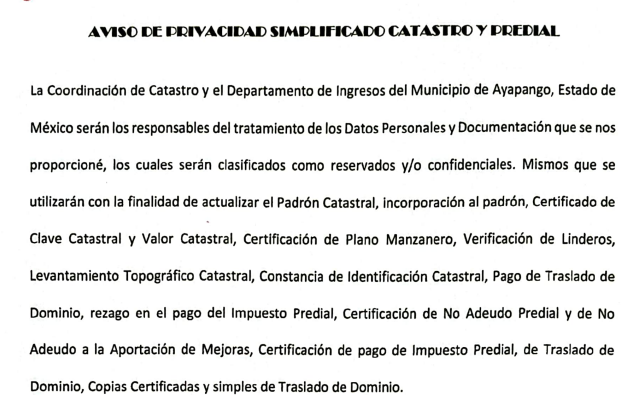 AVISO DE PRIVACIDAD SIMPLIFICADO CATASTRO Y PREDIAL
La Coordinación de Catastro y el Departamento de Ingresos del Municipio de Ayapango, Estado de
México serán los responsables del tratamiento de los Datos Personales y Documentación que se nos
proporcioné, los cuales serán clasificados como reservados y/o confidenciales. Mismos que se
utilizarán con la finalidad de actualizar el Padrón Catastral, incorporación al padrón, Certificado de
Clave Catastral y Valor Catastral, Certificación de Plano Manzanero, Verificación de Linderos,
Levantamiento Topográfico Catastral, Constancia de Identificación Catastral, Pago de Traslado de
Dominio, rezago en el pago del Impuesto Predial, Certificación de No Adeudo Predial y de No
Adeudo a la Aportación de Mejoras, Certificación de pago de Impuesto Predial, de Traslado de
Dominio, Copias Certificadas y simples de Traslado de Dominio.